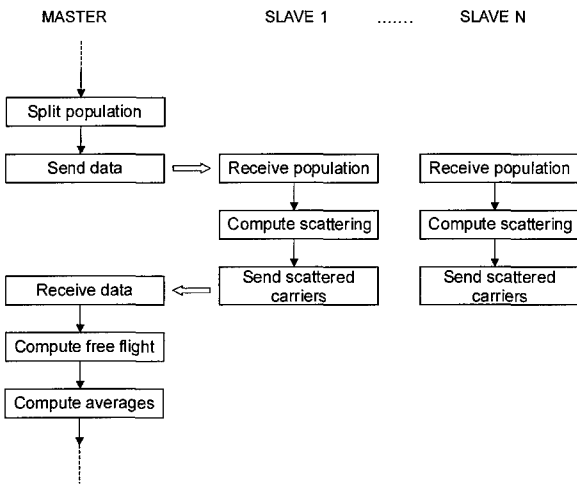 MASTER SLAVE 1 ....... SLAVE N
Split population
Send data Receive population Receive population
Compute scattering Compute scattering
Receive data Send scattered carriers Send scattered carriers
Compute free flight
Compute averages